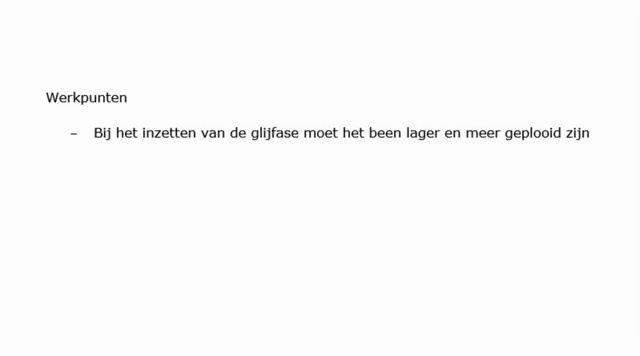 Werkpunten
– Bij het inzetten van de glijfase moet het been lager en meer geplooid zijn